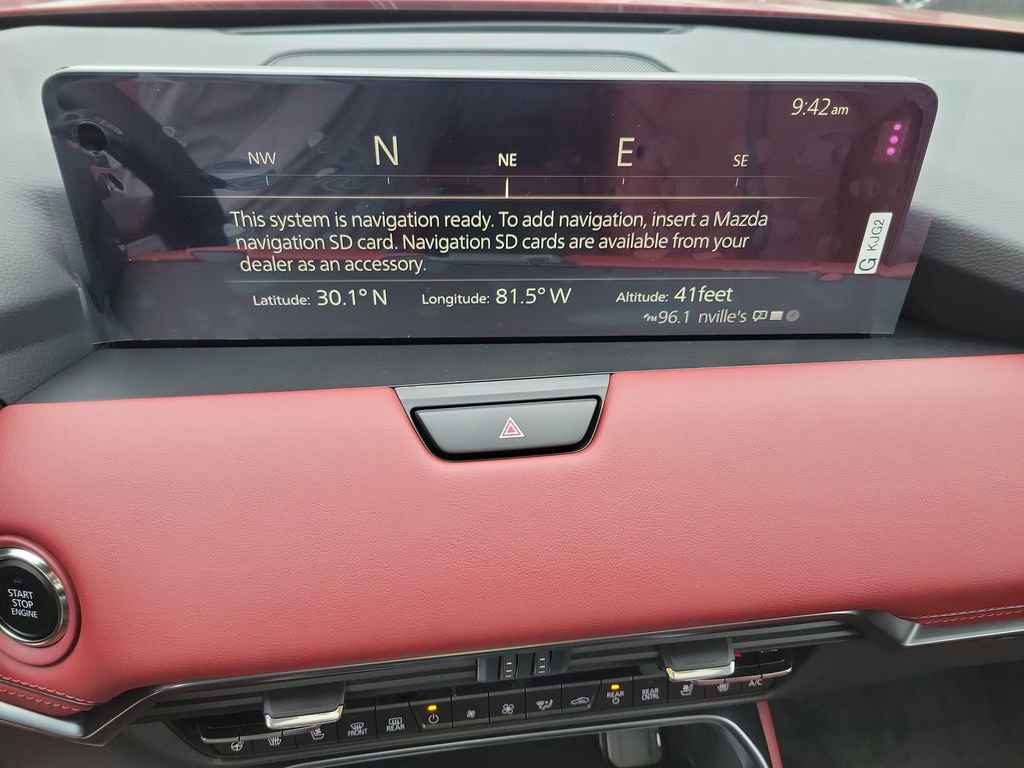 9:42am
NW N NE E SE
This system is navigation ready. To add navigation, insert a Mazda
navigation SD card. Navigation SD cards are available from your
dealer as an accessory.
G KJG2
Latitude: 30.1° N Longitude: 81.5° W Altitude: 41feet
FM 96.1 nville's
START
STOP
ENGINE
FRONT
REAR
REAR
REAR
CNTRL
A/C